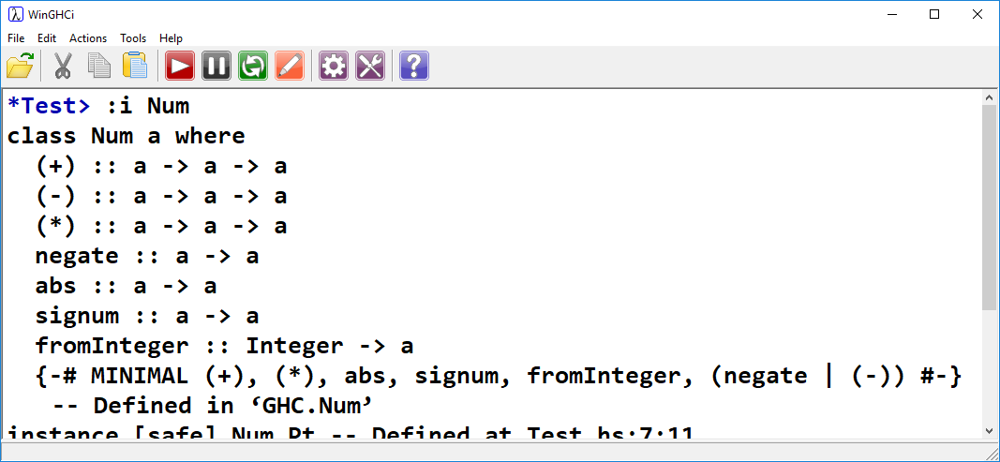 WinGHCi
File Edit Actions Tools Help
*Test> :i Num
class Num a where
  (+) :: a -> a -> a
  (-) :: a -> a -> a
  (*) :: a -> a -> a
  negate :: a -> a
  abs :: a -> a
  signum :: a -> a
  fromInteger :: Integer -> a
  {-# MINIMAL (+), (*), abs, signum, fromInteger, (negate | (-)) #-}
   -- Defined in ‘GHC.Num’
instance [safe] Num Pt -- Defined at Test.hs:7:11